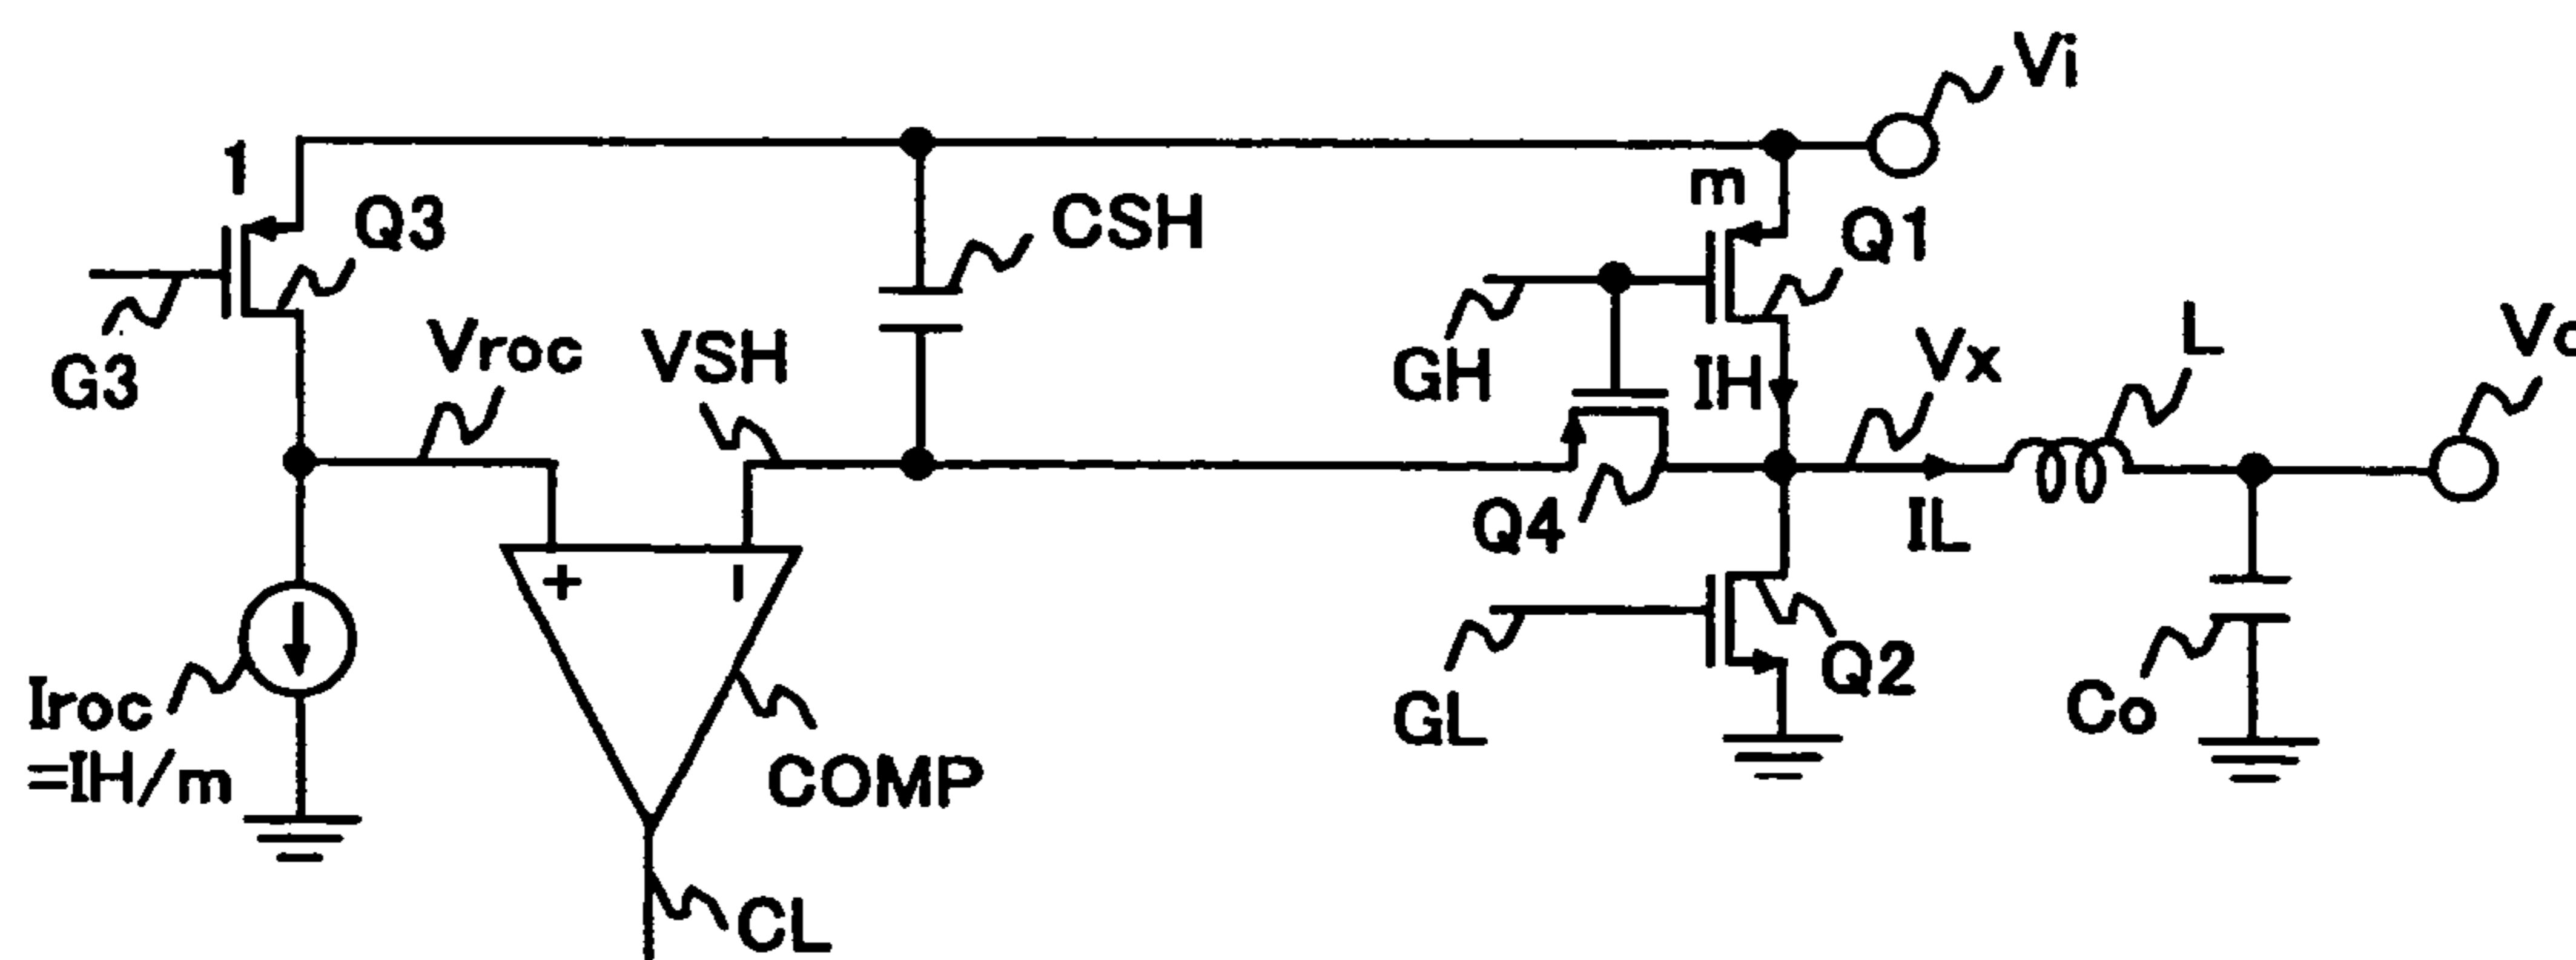 Vi
1
m
Q3
CSH
Q1
Vroc
VSH
Vx
L
G3
GH
IH
Q4
IL
+
-
Iroc
=IH/m
GL
Q2
Co
COMP
CL